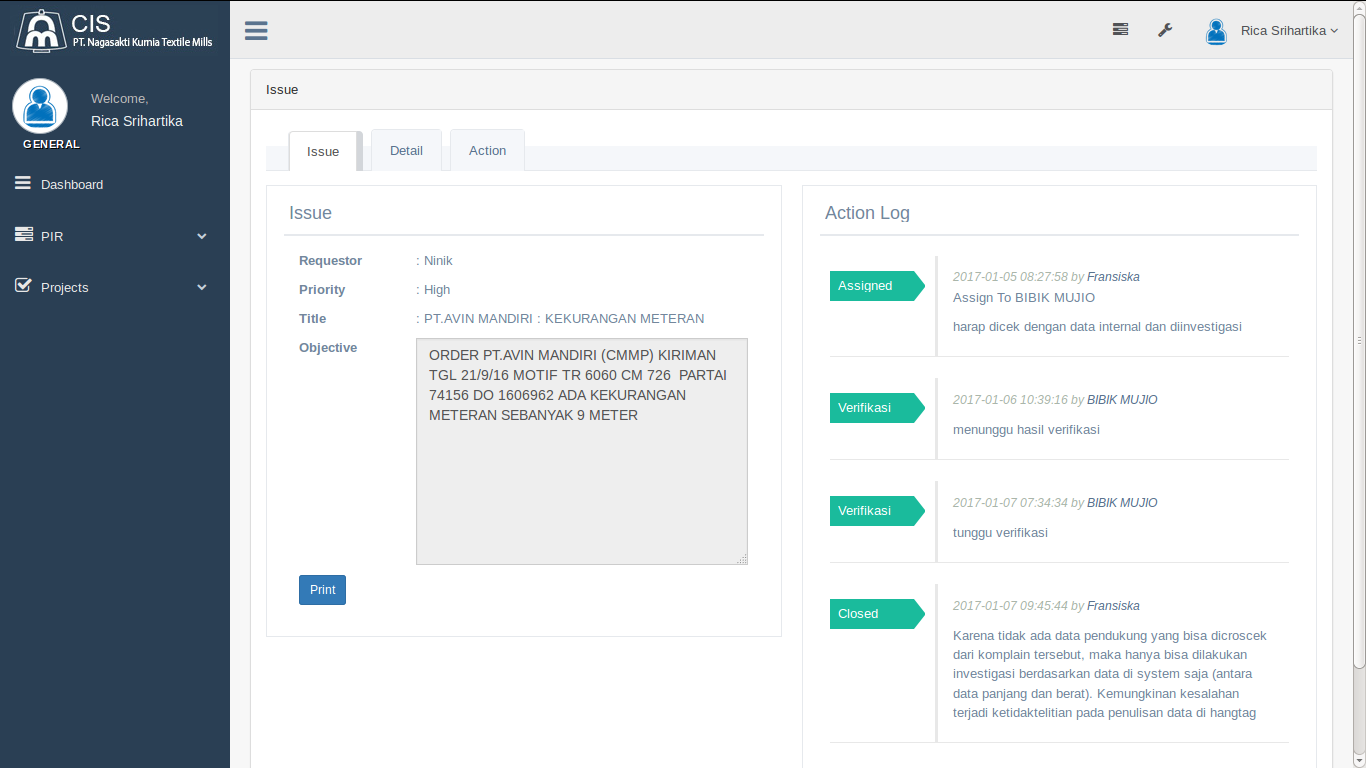 CIS
PT. Nagasakti Kurnia Textile Mills
Rica Srihartika
Welcome,
Rica Srihartika
GENERAL
Dashboard
PIR
Projects
Issue
Issue
Detail
Action
Issue
Requestor : Ninik
Priority : High
Title : PT.AVIN MANDIRI : KEKURANGAN METERAN
Objective
ORDER PT.AVIN MANDIRI (CMMP) KIRIMAN
TGL 21/9/16 MOTIF TR 6060 CM 726  PARTAI
74156 DO 1606962 ADA KEKURANGAN
METERAN SEBANYAK 9 METER
Print
Action Log
Assigned
2017-01-05 08:27:58 by Fransiska
Assign To BIBIK MUJIO
harap dicek dengan data internal dan diinvestigasi
Verifikasi
2017-01-06 10:39:16 by BIBIK MUJIO
menunggu hasil verifikasi
Verifikasi
2017-01-07 07:34:34 by BIBIK MUJIO
tunggu verifikasi
Closed
2017-01-07 09:45:44 by Fransiska
Karena tidak ada data pendukung yang bisa dicroscek
dari komplain tersebut, maka hanya bisa dilakukan
investigasi berdasarkan data di system saja (antara
data panjang dan berat). Kemungkinan kesalahan
terjadi ketidaktelitian pada penulisan data di hangtag